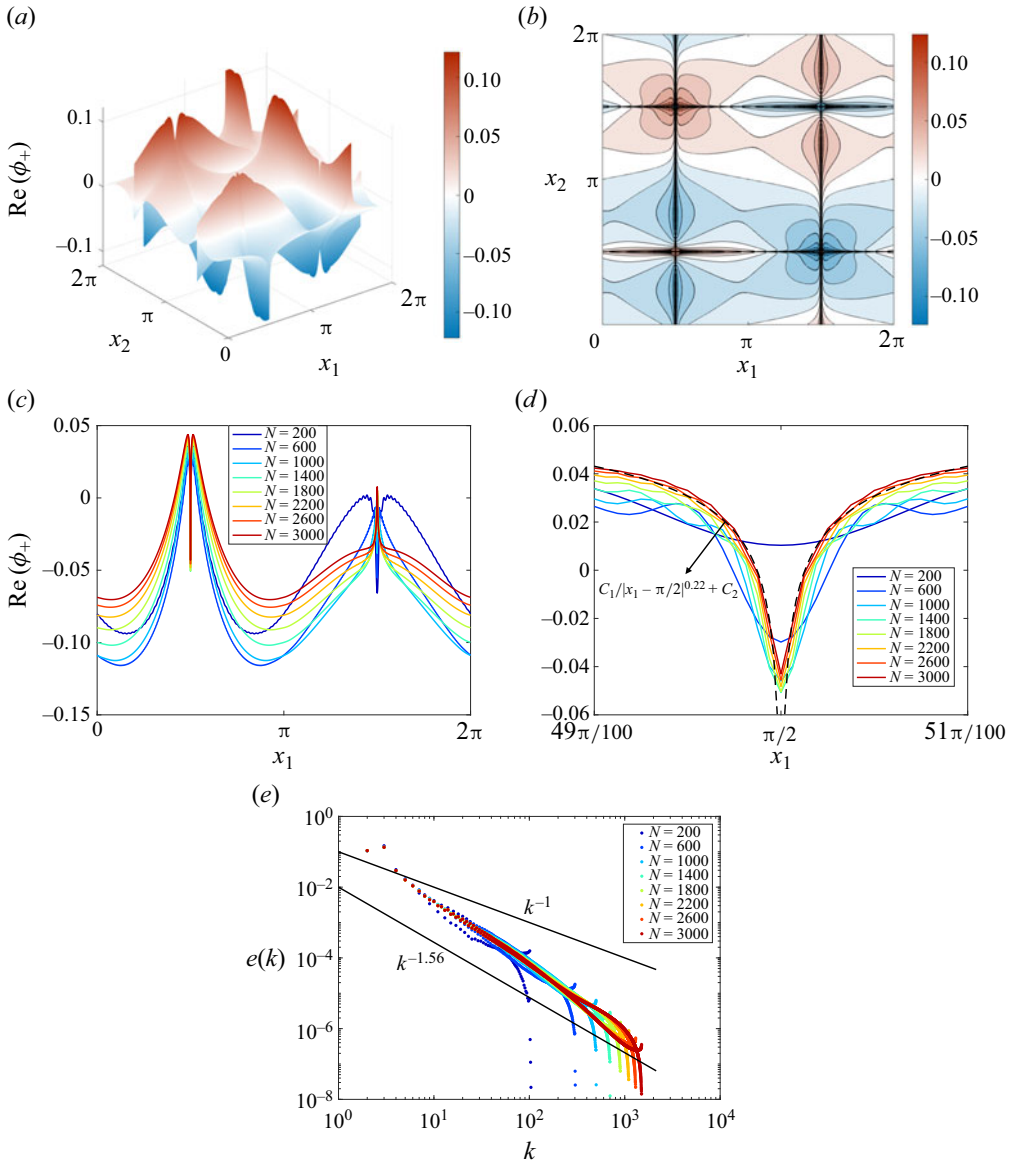 (a)
0.1
0
−0.1
2π
π
0
π
2π
Re (ϕ+)
x2
x1
0.10
0.05
0
−0.05
−0.10
(b)
2π
π
x2
0
π
2π
x1
0.10
0.05
0
−0.05
−0.10
(c)
0.05
0
−0.05
−0.10
−0.15
0
π
2π
Re (ϕ+)
x1
N = 200
N = 600
N = 1000
N = 1400
N = 1800
N = 2200
N = 2600
N = 3000
(d)
0.06
0.04
0.02
0
−0.02
−0.04
−0.06
49π/100
π/2
51π/100
x1
C1/|x1 − π/2|^0.22 + C2
N = 200
N = 600
N = 1000
N = 1400
N = 1800
N = 2200
N = 2600
N = 3000
(e)
10^0
10^−2
10^−4
10^−6
10^−8
e(k)
10^0
10^1
10^2
10^3
10^4
k
k^−1
k^−1.56
N = 200
N = 600
N = 1000
N = 1400
N = 1800
N = 2200
N = 2600
N = 3000